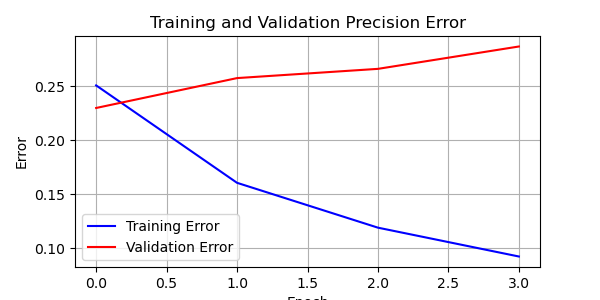 Training and Validation Precision Error
Error
0.25
0.20
0.15
0.10
Training Error
Validation Error
0.0 0.5 1.0 1.5 2.0 2.5 3.0
Epoch